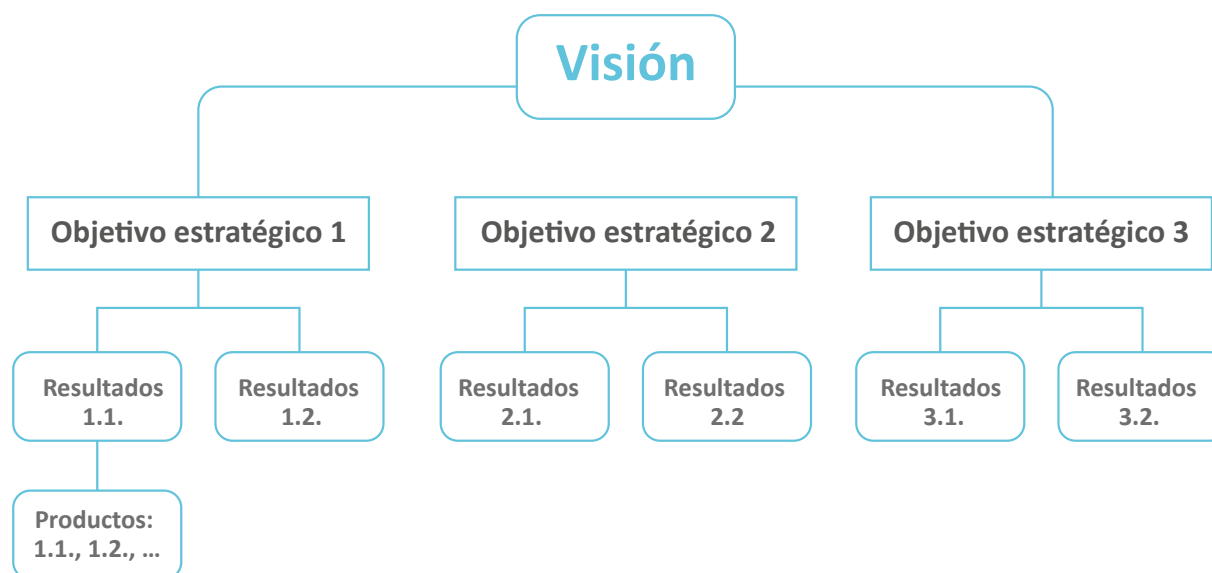 Visión
Objetivo estratégico 1
Objetivo estratégico 2
Objetivo estratégico 3
Resultados
1.1.
Resultados
1.2.
Resultados
2.1.
Resultados
2.2
Resultados
3.1.
Resultados
3.2.
Productos:
1.1., 1.2., ...